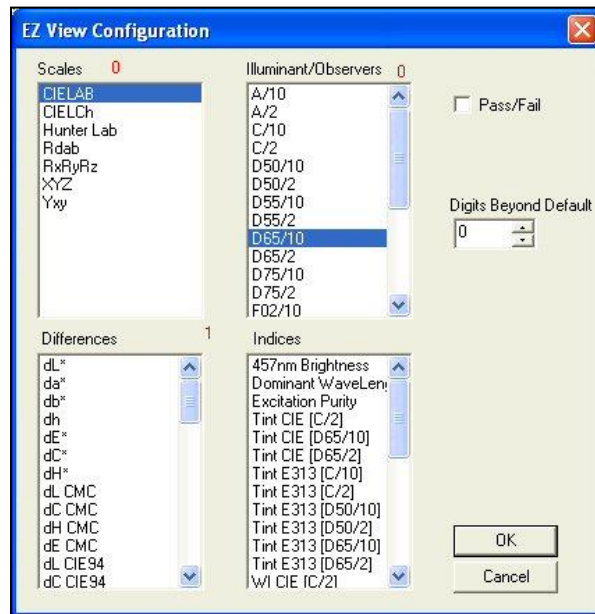 EZ View Configuration
Scales 0
CIELAB
CIELCh
Hunter Lab
Rdab
RxRyRz
XYZ
Yxy
Illuminant/Observers 0
A/10
A/2
C/10
C/2
D50/10
D50/2
D55/10
D55/2
D65/10
D65/2
D75/10
D75/2
F02/10
Pass/Fail
Digits Beyond Default
0
Differences 1
dL*
da*
db*
dh
dE*
dC*
dH*
dL CMC
dC CMC
dH CMC
dE CMC
dL CIE94
dC CIE94
Indices
457nm Brightness
Dominant WaveLeng
Excitation Purity
Tint CIE [C/2]
Tint CIE [D65/10]
Tint CIE [D65/2]
Tint E313 [C/10]
Tint E313 [C/2]
Tint E313 [D50/10]
Tint E313 [D50/2]
Tint E313 [D65/10]
Tint E313 [D65/2]
WI CIE [C/2]
OK
Cancel